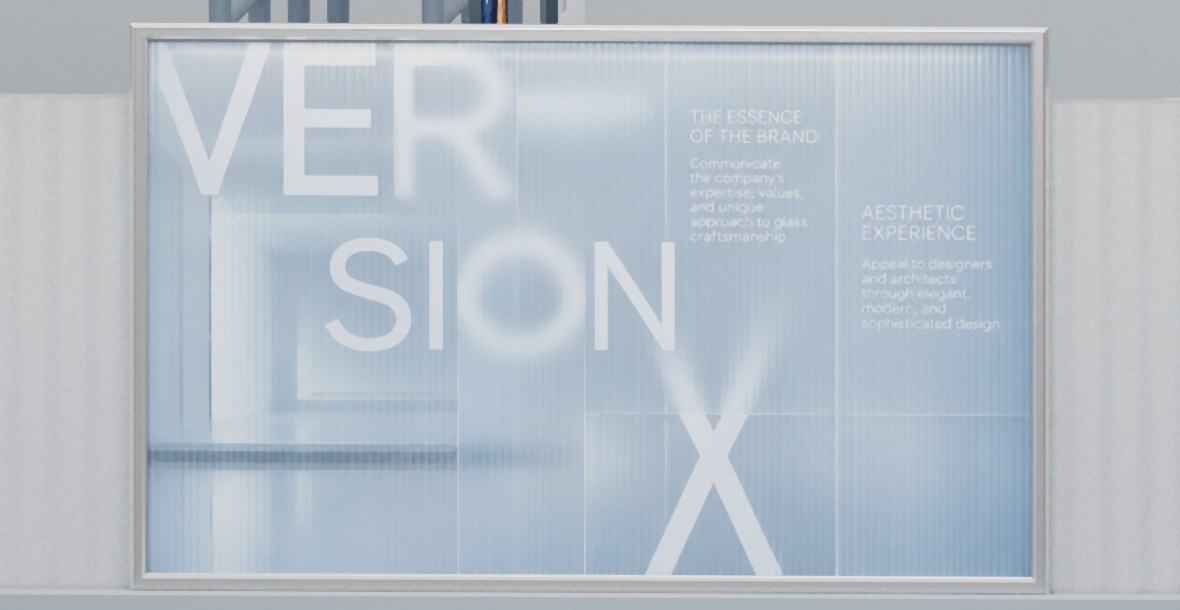 VER
SION
X
THE ESSENCE
OF THE BRAND
Communicate
the company's
expertise, values,
and unique
approach to glass
craftsmanship
AESTHETIC
EXPERIENCE
Appeal to designers
and architects
through elegant,
modern, and
sophisticated design